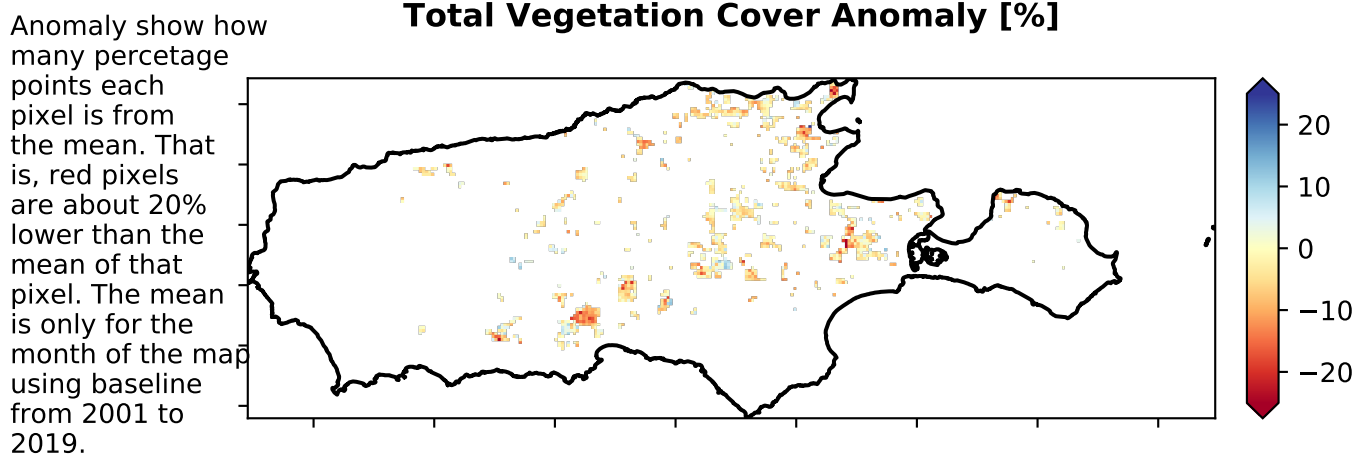 Total Vegetation Cover Anomaly [%]
Anomaly show how
many percetage
points each
pixel is from
the mean. That
is, red pixels
are about 20%
lower than the
mean of that
pixel. The mean
is only for the
month of the map
using baseline
from 2001 to
2019.
20
10
0
−10
−20